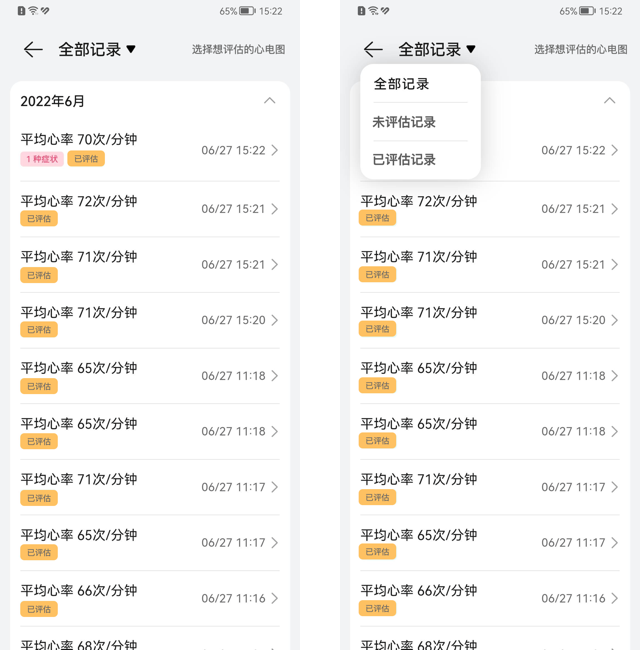 65% 15:22
全部记录 ▼
选择想评估的心电图
2022年6月
平均心率 70次/分钟
1 种症状 已评估
06/27 15:22
平均心率 72次/分钟
已评估
06/27 15:21
平均心率 71次/分钟
已评估
06/27 15:21
平均心率 71次/分钟
已评估
06/27 15:20
平均心率 65次/分钟
已评估
06/27 11:18
平均心率 65次/分钟
已评估
06/27 11:18
平均心率 71次/分钟
已评估
06/27 11:17
平均心率 65次/分钟
已评估
06/27 11:17
平均心率 66次/分钟
已评估
06/27 11:16
平均心率 68次/分钟
65% 15:22
全部记录 ▼
选择想评估的心电图
全部记录
未评估记录
已评估记录
06/27 15:22
平均心率 72次/分钟
已评估
06/27 15:21
平均心率 71次/分钟
已评估
06/27 15:21
平均心率 71次/分钟
已评估
06/27 15:20
平均心率 65次/分钟
已评估
06/27 11:18
平均心率 65次/分钟
已评估
06/27 11:18
平均心率 71次/分钟
已评估
06/27 11:17
平均心率 65次/分钟
已评估
06/27 11:17
平均心率 66次/分钟
已评估
06/27 11:16
平均心率 68次/分钟